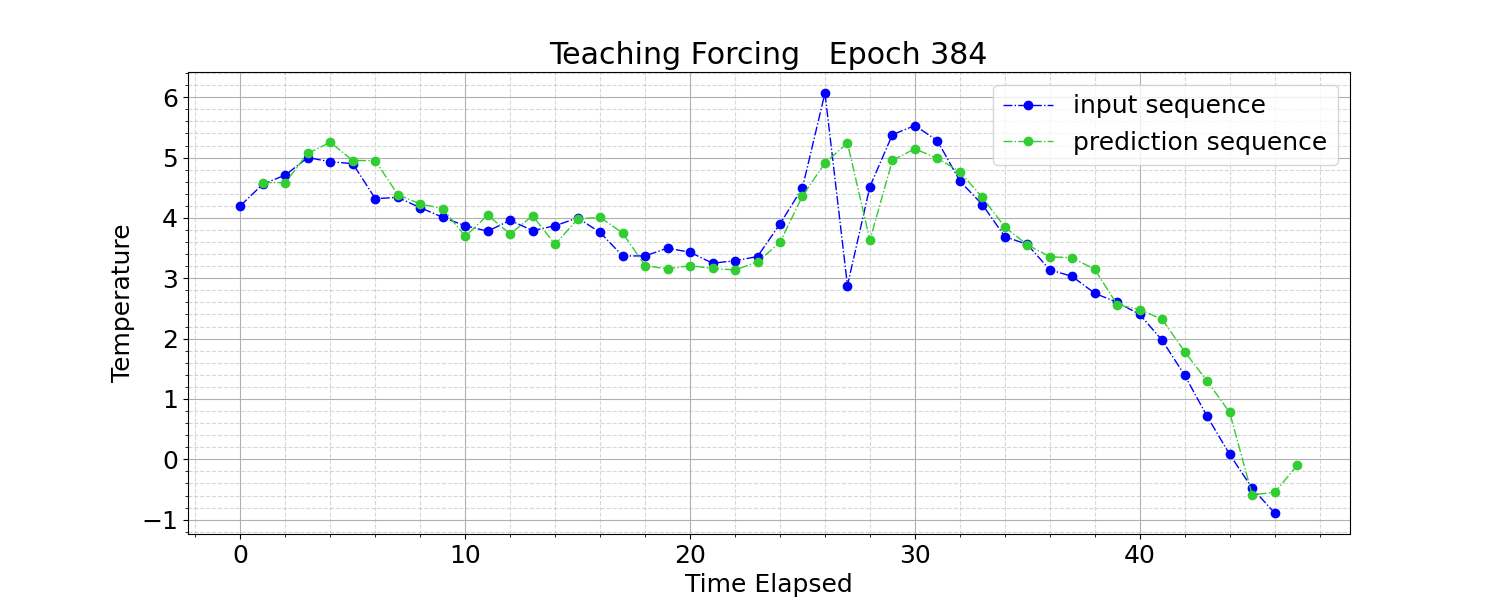 Teaching Forcing   Epoch 384
input sequence
prediction sequence
Temperature
6
5
4
3
2
1
0
−1
0 10 20 30 40
Time Elapsed